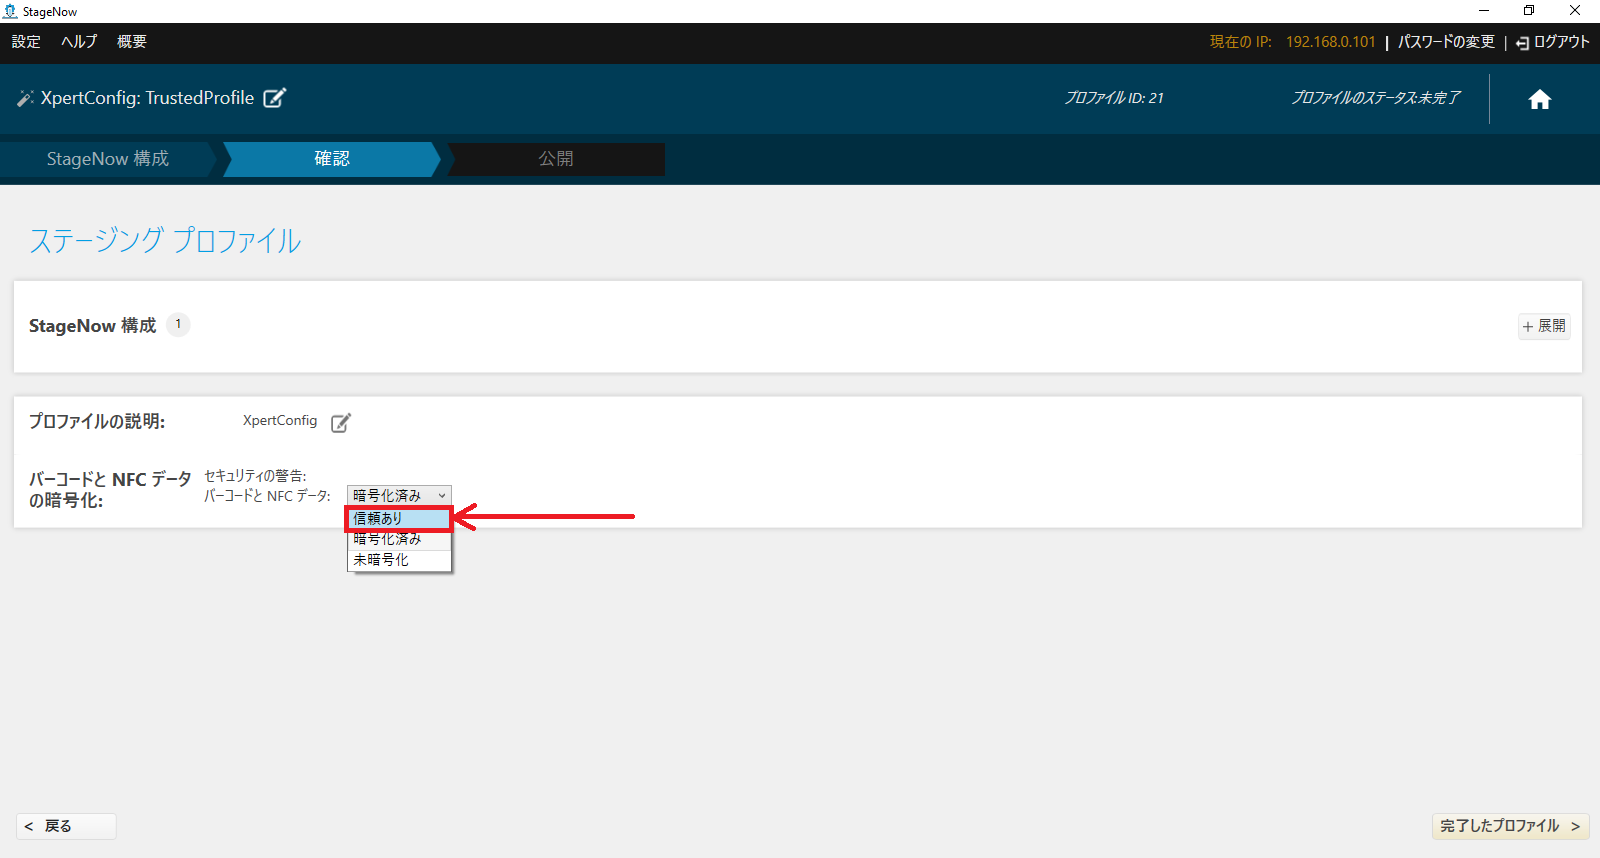 StageNow
設定 ヘルプ 概要
現在の IP: 192.168.0.101 | パスワードの変更 | ログアウト
XpertConfig: TrustedProfile
プロファイル ID: 21
プロファイルのステータス:未完了
StageNow 構成
確認
公開
ステージング プロファイル
StageNow 構成 1
+ 展開
プロファイルの説明: XpertConfig
バーコードと NFC データ
の暗号化:
セキュリティの警告:
バーコードと NFC データ: 暗号化済み
信頼あり
暗号化済み
未暗号化
< 戻る
完了したプロファイル >